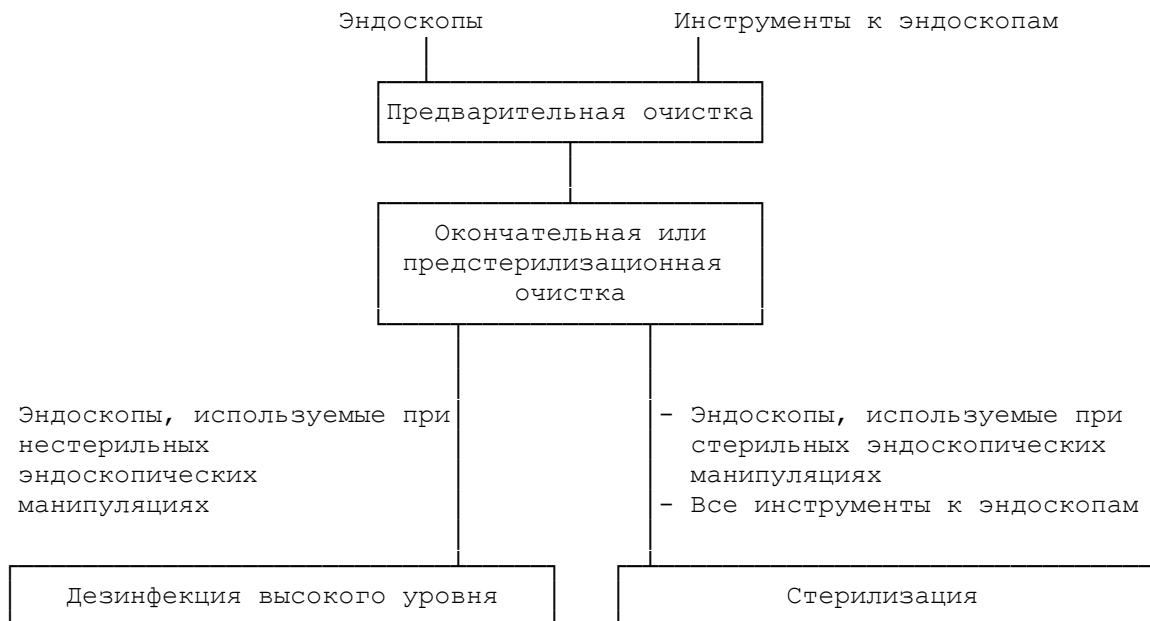 Эндоскопы
Инструменты к эндоскопам
Предварительная очистка
Окончательная или
предстерилизационная
очистка
Эндоскопы, используемые при
нестерильных
эндоскопических
манипуляциях
- Эндоскопы, используемые при
стерильных эндоскопических
манипуляциях
- Все инструменты к эндоскопам
Дезинфекция высокого уровня
Стерилизация